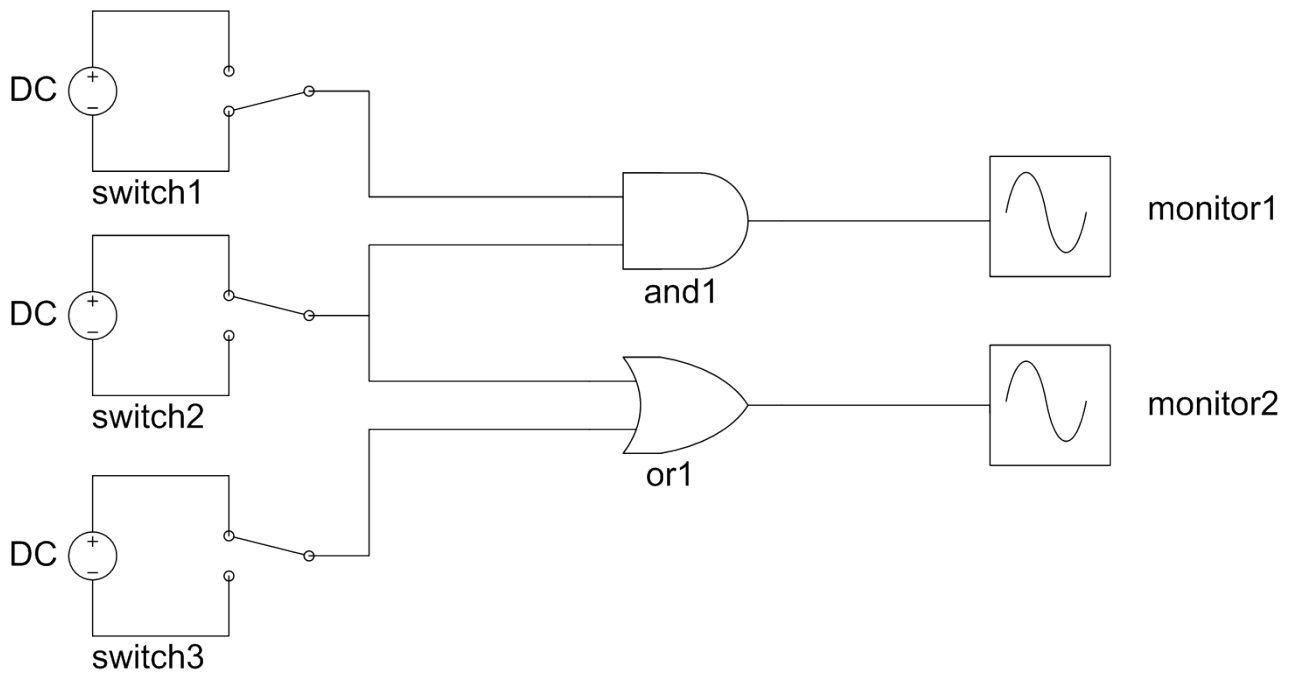 DC
+
−
switch1
DC
+
−
switch2
DC
+
−
switch3
and1
or1
monitor1
monitor2